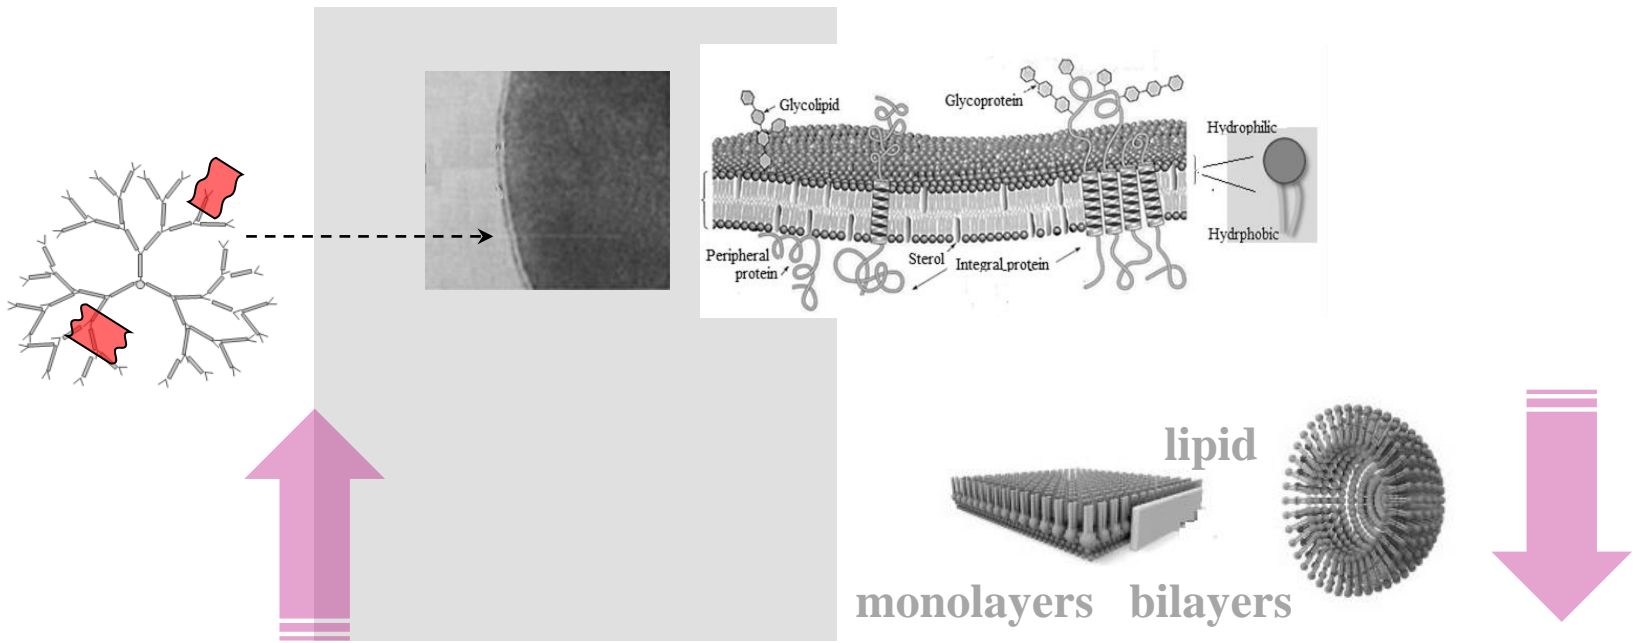 Glycolipid
Glycoprotein
Hydrophilic
Hydrphobic
Peripheral
protein
Sterol
Integral protein
lipid
monolayers bilayers